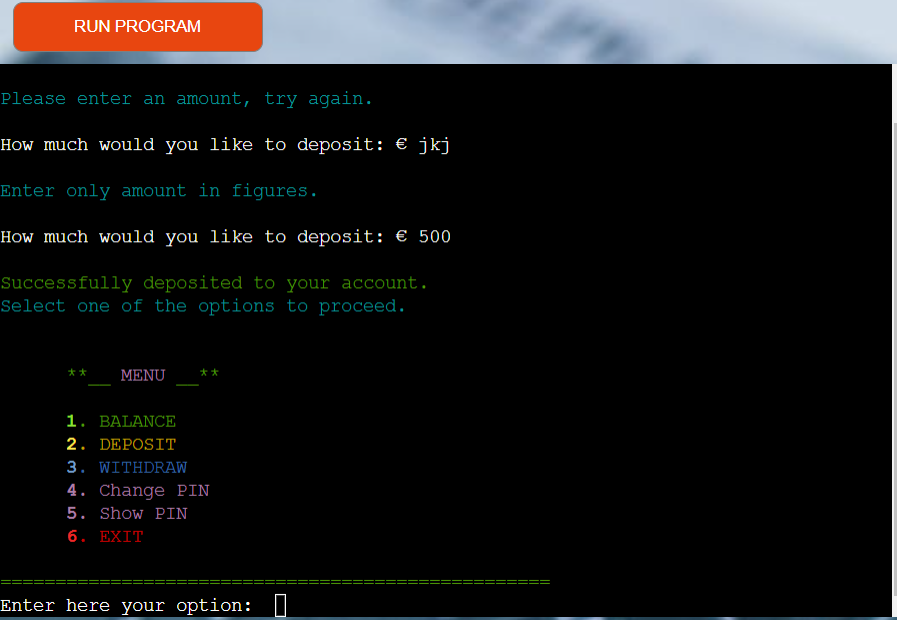 RUN PROGRAM
Please enter an amount, try again.
How much would you like to deposit: € jkj
Enter only amount in figures.
How much would you like to deposit: € 500
Successfully deposited to your account.
Select one of the options to proceed.
**__ MENU __**
1. BALANCE
2. DEPOSIT
3. WITHDRAW
4. Change PIN
5. Show PIN
6. EXIT
==================================================
Enter here your option: